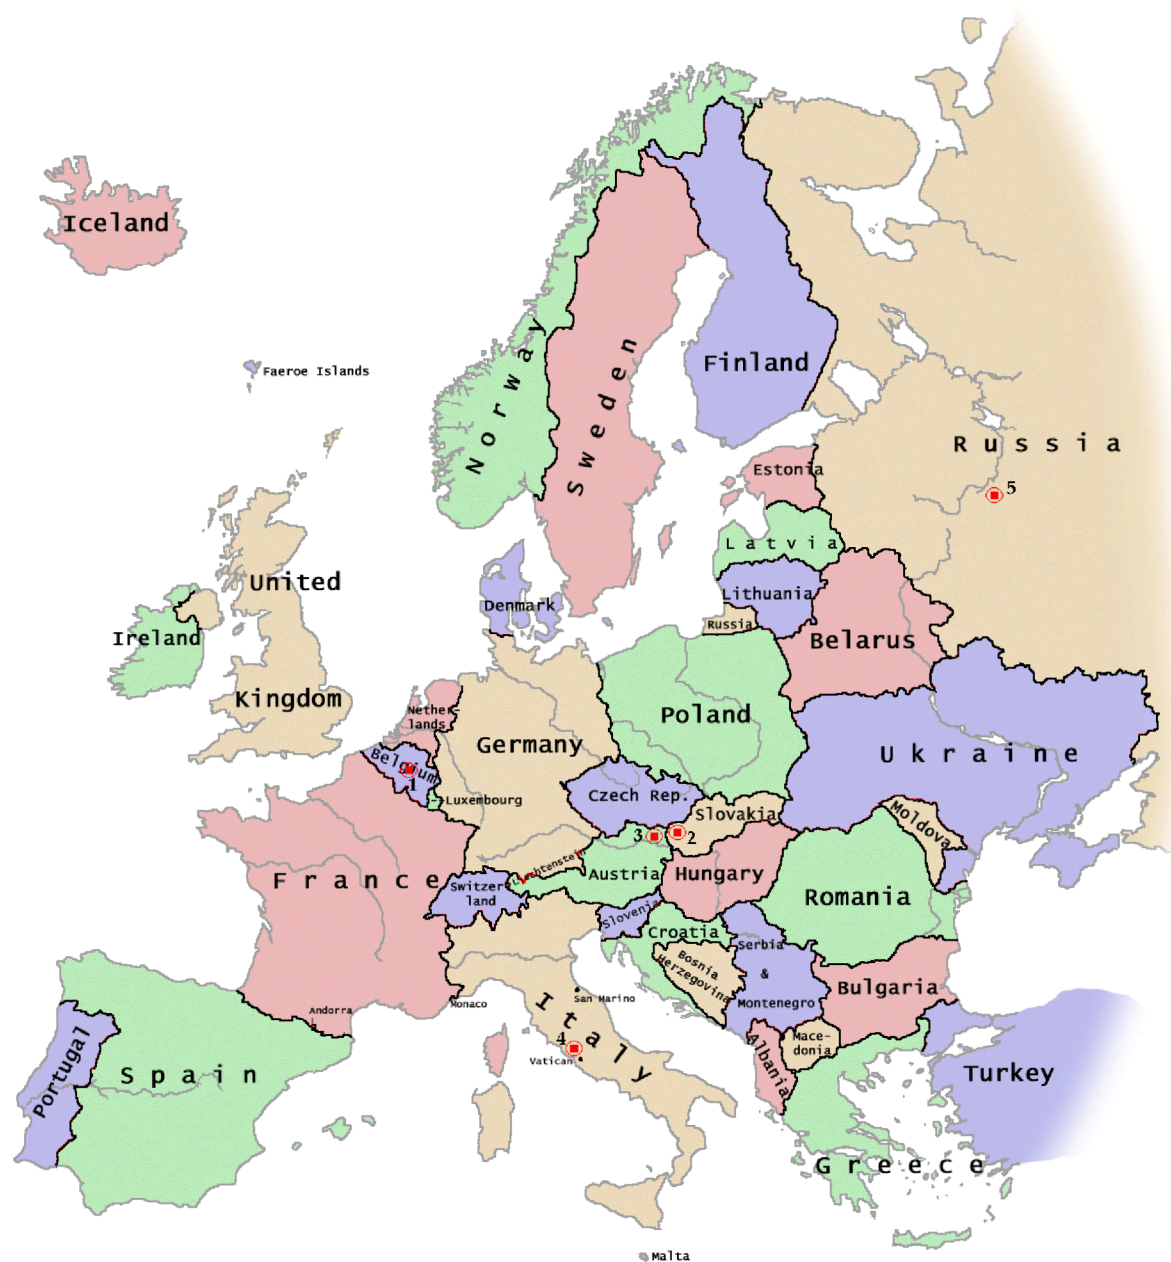 Iceland
Faeroe Islands
Norway
Sweden
Finland
Russia
5
Estonia
Latvia
Lithuania
Russia
Belarus
United
Kingdom
Ireland
Denmark
Nether-
lands
Belgium
1
Luxembourg
Germany
Poland
Ukraine
Czech Rep.
Slovakia
2
3
Moldova
France
Switzer
land
Liechtenstein
Austria
Hungary
Romania
Slovenia
Croatia
Bosnia
Herzegovina
Serbia
&
Montenegro
Bulgaria
Monaco
San Marino
Italy
4
Vatican
Andorra
Portugal
Spain
Albania
Mace-
donia
Turkey
Greece
Malta